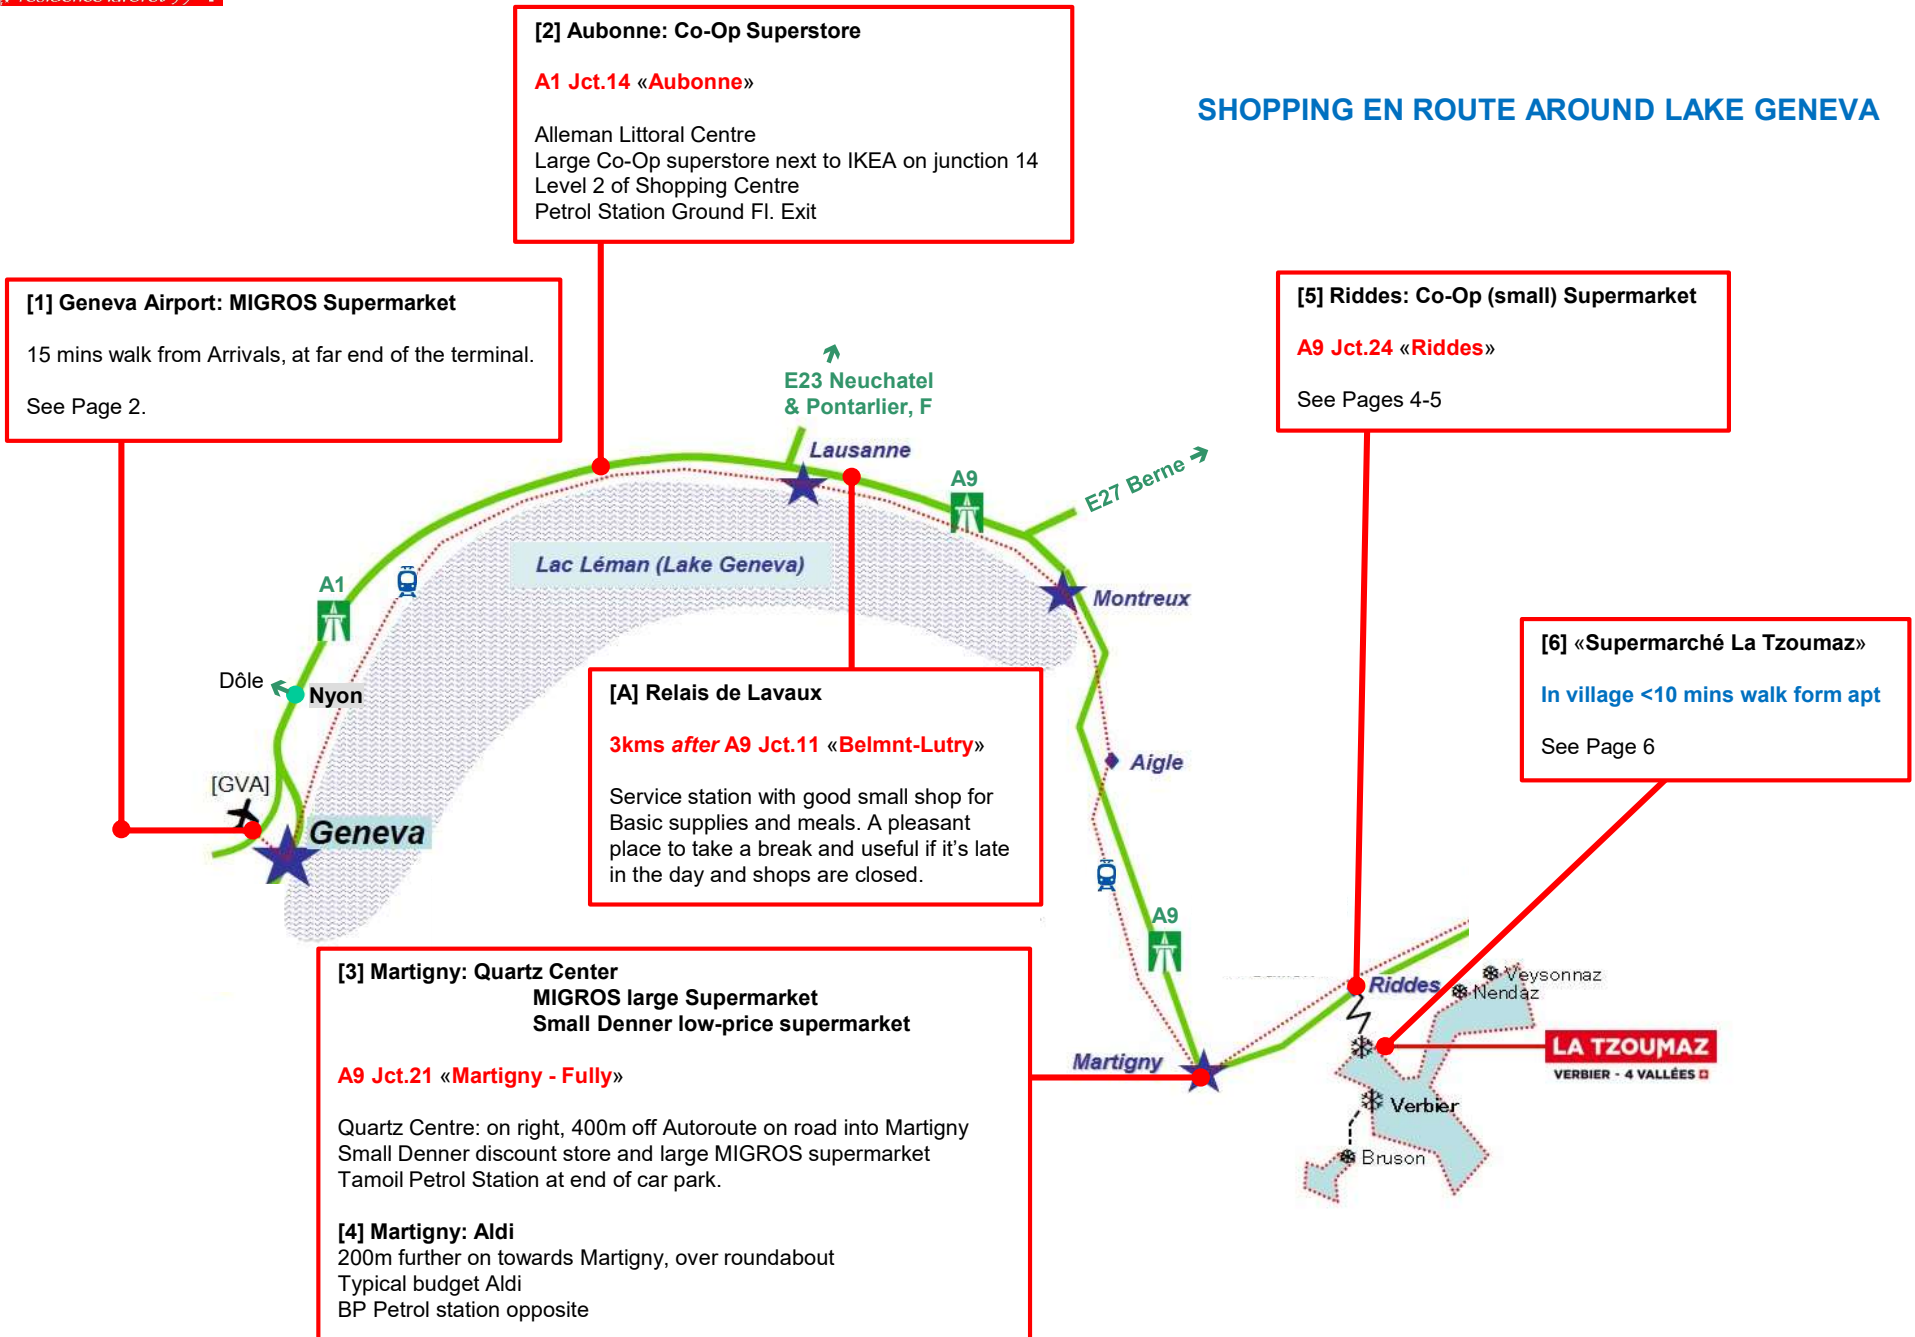 [2] Aubonne: Co-Op Superstore
A1 Jct.14 «Aubonne»
Alleman Littoral Centre
Large Co-Op superstore next to IKEA on junction 14
Level 2 of Shopping Centre
Petrol Station Ground Fl. Exit
SHOPPING EN ROUTE AROUND LAKE GENEVA
[1] Geneva Airport: MIGROS Supermarket
15 mins walk from Arrivals, at far end of the terminal.
See Page 2.
[5] Riddes: Co-Op (small) Supermarket
A9 Jct.24 «Riddes»
See Pages 4-5
E23 Neuchatel
& Pontarlier, F
Lausanne
A9
E27 Berne
Lac Léman (Lake Geneva)
A1
Montreux
Dôle
Nyon
[6] «Supermarché La Tzoumaz»
In village <10 mins walk form apt
See Page 6
[A] Relais de Lavaux
3kms after A9 Jct.11 «Belmnt-Lutry»
Service station with good small shop for
Basic supplies and meals. A pleasant
place to take a break and useful if it's late
in the day and shops are closed.
Aigle
[GVA]
Geneva
A9
[3] Martigny: Quartz Center
MIGROS large Supermarket
Small Denner low-price supermarket
A9 Jct.21 «Martigny - Fully»
Quartz Centre: on right, 400m off Autoroute on road into Martigny
Small Denner discount store and large MIGROS supermarket
Tamoil Petrol Station at end of car park.
[4] Martigny: Aldi
200m further on towards Martigny, over roundabout
Typical budget Aldi
BP Petrol station opposite
Riddes
Veysonnaz
Nendaz
Martigny
LA TZOUMAZ
VERBIER - 4 VALLÉES
Verbier
Bruson